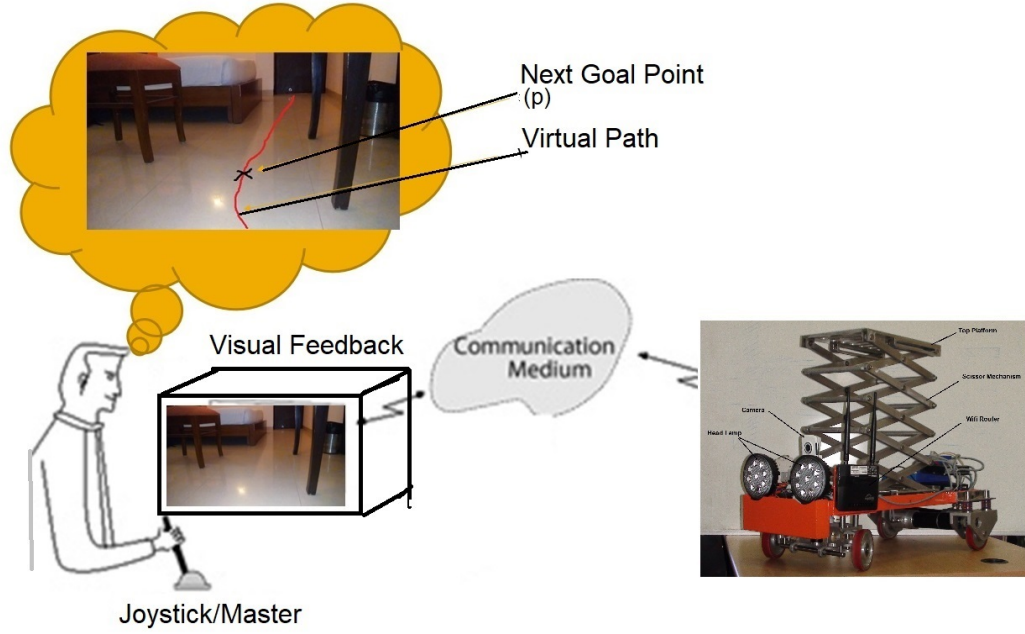 Next Goal Point
(p)
Virtual Path
Visual Feedback
Communication
Medium
Top Platform
Scissor Mechanism
Camera
Wifi Router
Head Lamp
Joystick/Master